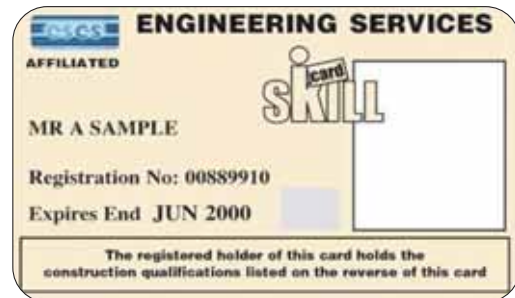 cscs ENGINEERING SERVICES
AFFILIATED
card
SKILL
MR A SAMPLE
Registration No: 00889910
Expires End JUN 2000
The registered holder of this card holds the
construction qualifications listed on the reverse of this card